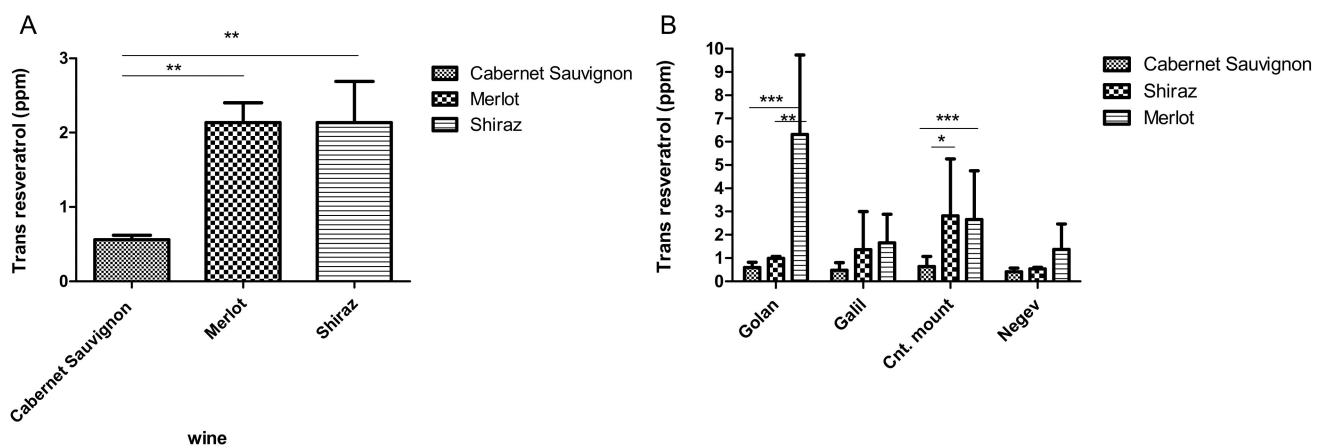 A
Trans resveratrol (ppm)
3
2
1
0
**
**
Cabernet Sauvignon
Merlot
Shiraz
wine
Cabernet Sauvignon
Merlot
Shiraz
B
Trans resveratrol (ppm)
10
9
8
7
6
5
4
3
2
1
0
***
**
***
*
Golan
Galil
Cnt. mount
Negev
Cabernet Sauvignon
Shiraz
Merlot